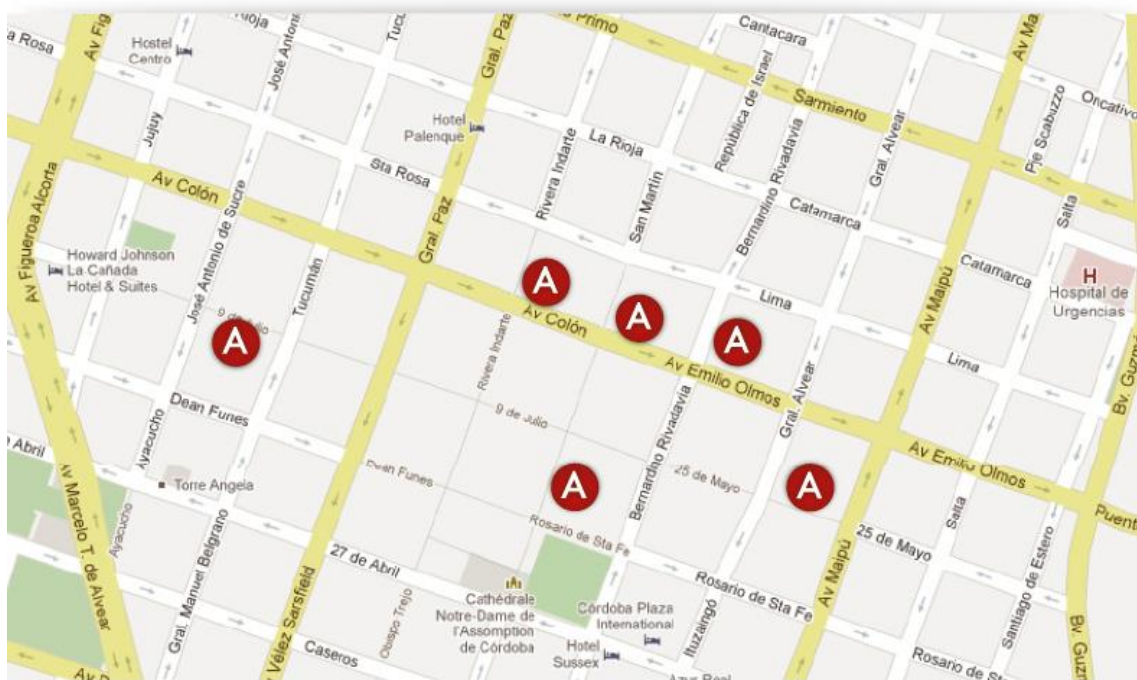 Av Fig
José Antonio
Tucu
Gral. Paz
Primo
Cantacara
Av Ma
Rioja
a Rosa
Hostel
Centro
República de Israel
Sarmiento
Oncativo
Pje Scabuzzo
Jujuy
Hotel
Palenque
La Rioja
Rivera Indarte
Bernardino Rivadavia
Gral. Alvear
Sta Rosa
San Martín
Catamarca
Salta
Av Colón
José Antonio de Sucre
Gral. Paz
Catamarca
Av Figueroa Alcorta
Howard Johnson
La Cañada
Hotel & Suites
Tucumán
Av Maipú
H
Hospital de
Urgencias
A
Lima
A
Av Colón
A
9 de Julio
A
A
Rivera Indarte
Lima
Av Emilio Olmos
Bv. Guzmá
Dean Funes
9 de Julio
Bernardino Rivadavia
Gral. Alvear
Ayacucho
Abril
Dean Funes
25 de Mayo
Av Emilio Olmos
A
A
Torre Angela
Av Marcelo T. de Alvear
Ayacucho
Rosario de Sta Fe
25 de Mayo
Salta
Puent
27 de Abril
Gral. Manuel Belgrano
Vélez Sarsfield
Obispo Trejo
Cathédrale
Notre-Dame de
l'Assomption
de Córdoba
Rosario de Sta Fe
Av Maipú
Santiago de Estero
Córdoba Plaza
International
Ituzaingó
Caseros
Hotel
Sussex
Rosario de Sta F
Bv. Guzm
Azur Real